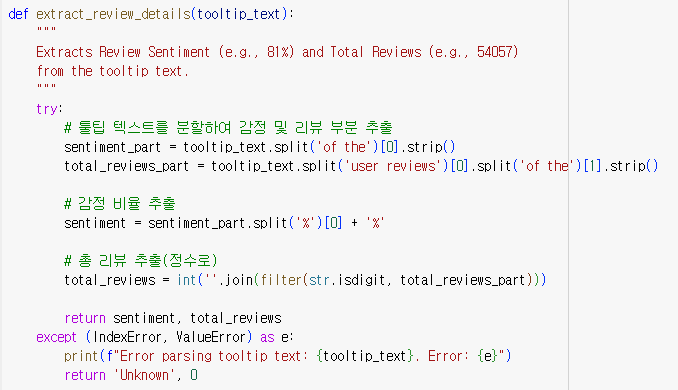 def extract_review_details(tooltip_text):
    """
    Extracts Review Sentiment (e.g., 81%) and Total Reviews (e.g., 54057)
    from the tooltip text.
    """
    try:
        # 툴팁 텍스트를 분할하여 감정 및 리뷰 부분 추출
        sentiment_part = tooltip_text.split('of the')[0].strip()
        total_reviews_part = tooltip_text.split('user reviews')[0].split('of the')[1].strip()

        # 감정 비율 추출
        sentiment = sentiment_part.split('%')[0] + '%'

        # 총 리뷰 추출(정수로)
        total_reviews = int(''.join(filter(str.isdigit, total_reviews_part)))

        return sentiment, total_reviews
    except (IndexError, ValueError) as e:
        print(f"Error parsing tooltip text: {tooltip_text}. Error: {e}")
        return 'Unknown', 0